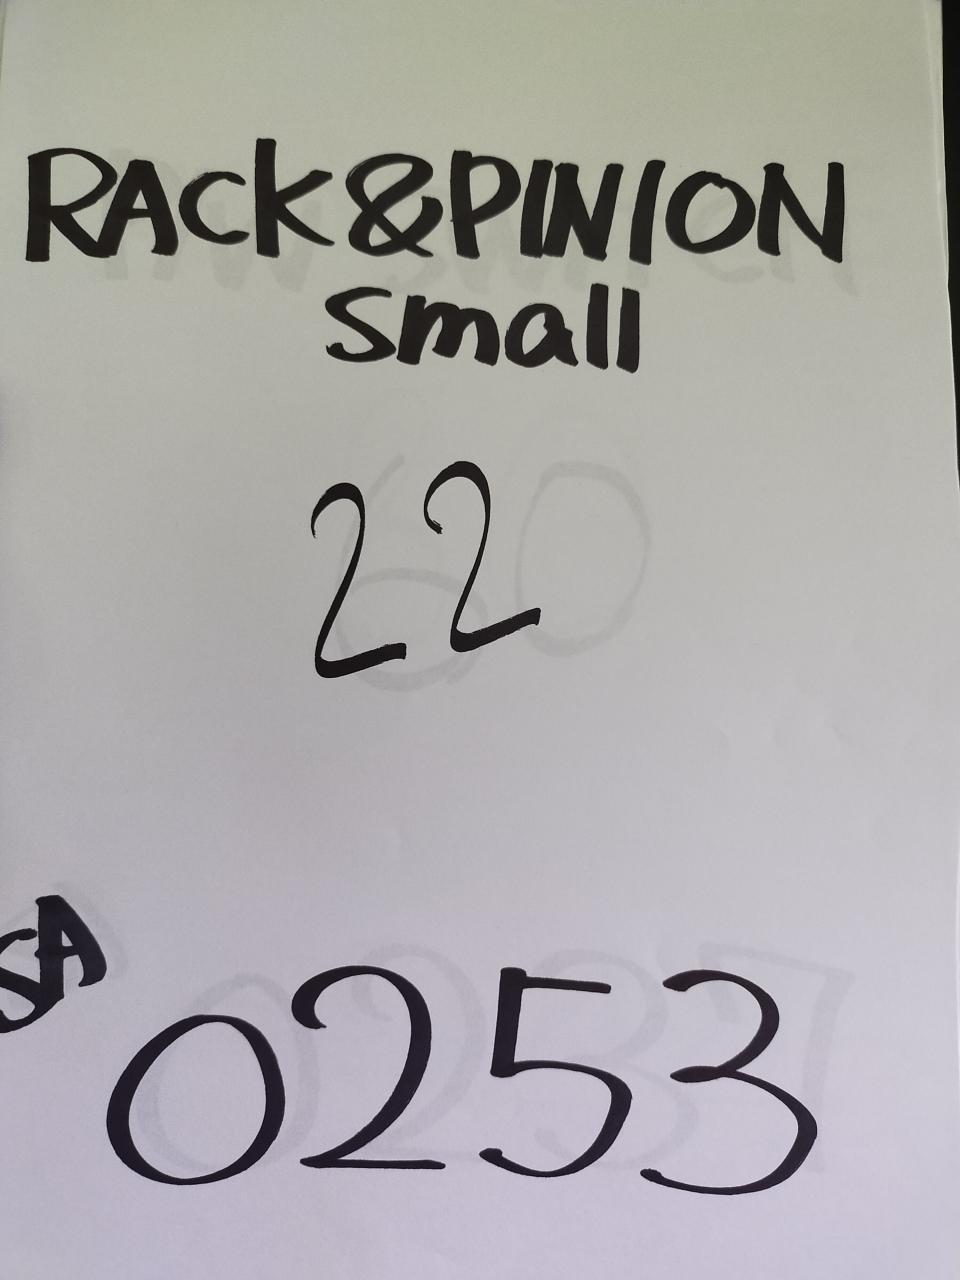 RACK&PINION
Small
22
SA
0253